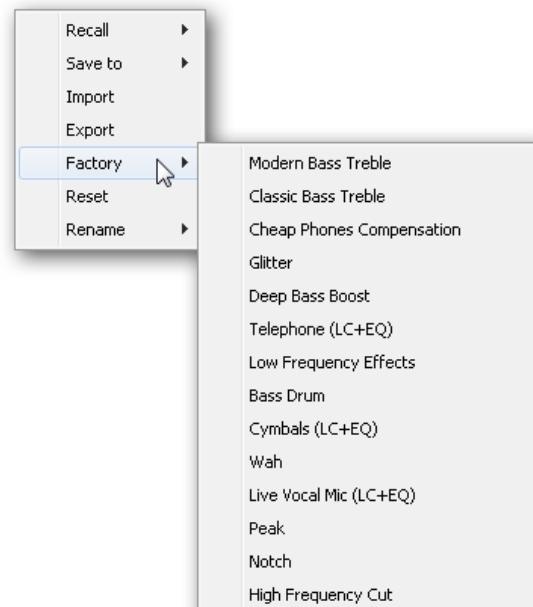 Recall
Save to
Import
Export
Factory
Reset
Rename
Modern Bass Treble
Classic Bass Treble
Cheap Phones Compensation
Glitter
Deep Bass Boost
Telephone (LC+EQ)
Low Frequency Effects
Bass Drum
Cymbals (LC+EQ)
Wah
Live Vocal Mic (LC+EQ)
Peak
Notch
High Frequency Cut